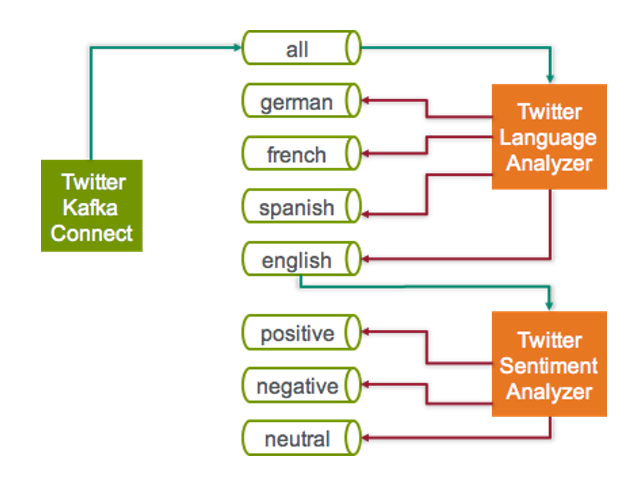 all
german
french
spanish
english
positive
negative
neutral
Twitter
Kafka
Connect
Twitter
Language
Analyzer
Twitter
Sentiment
Analyzer